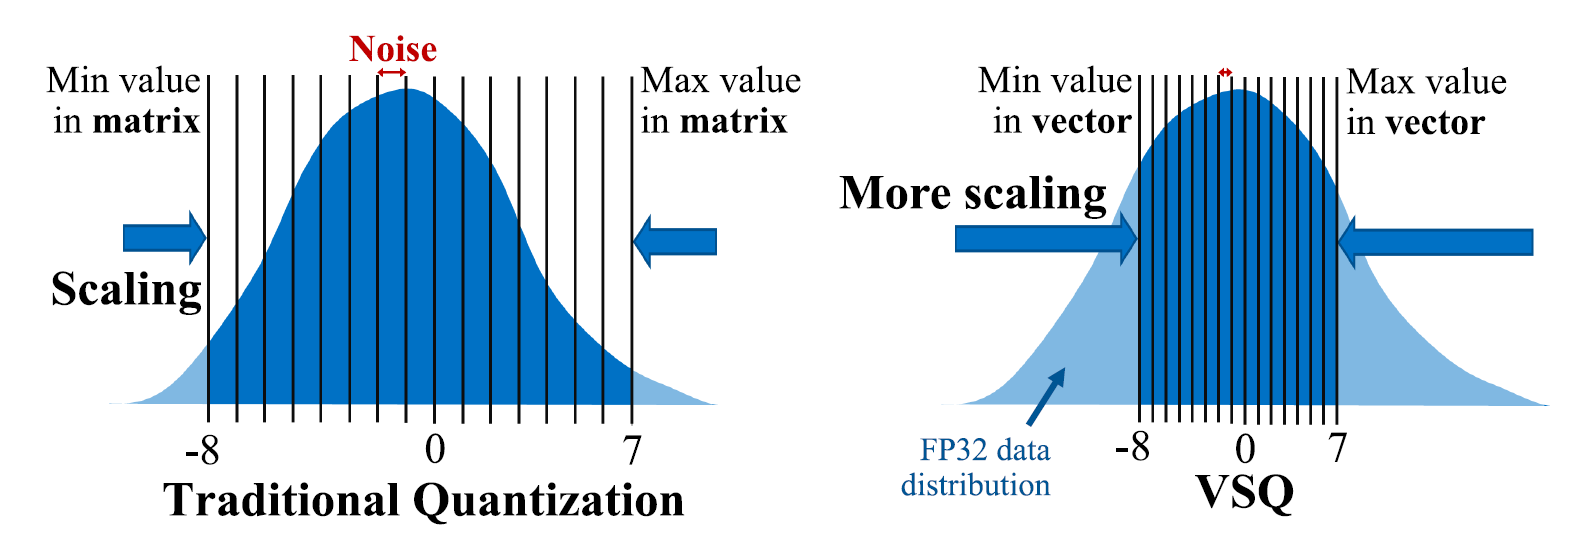 Noise
Min value
in matrix
Max value
in matrix
Scaling
-8
0
7
Traditional Quantization
Min value
in vector
Max value
in vector
More scaling
FP32 data
distribution
-8
0
7
VSQ